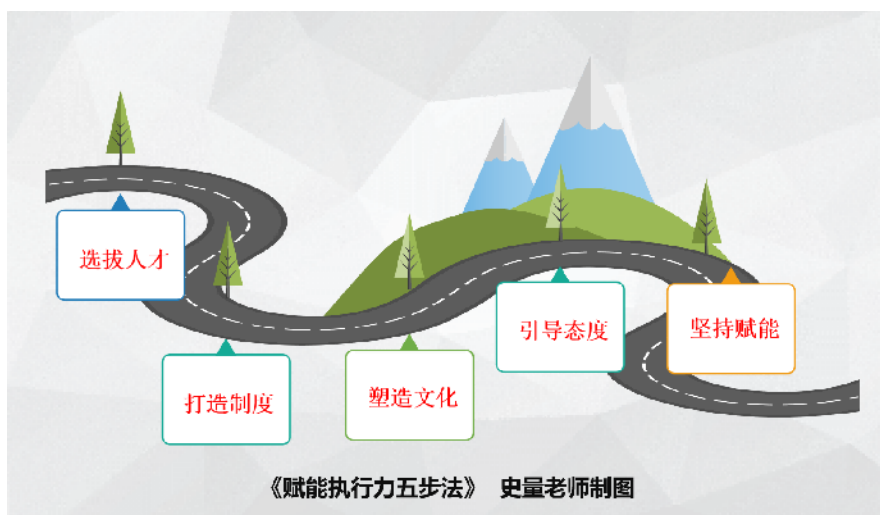 选拔人才
打造制度
塑造文化
引导态度
坚持赋能
《赋能执行力五步法》 史量老师制图